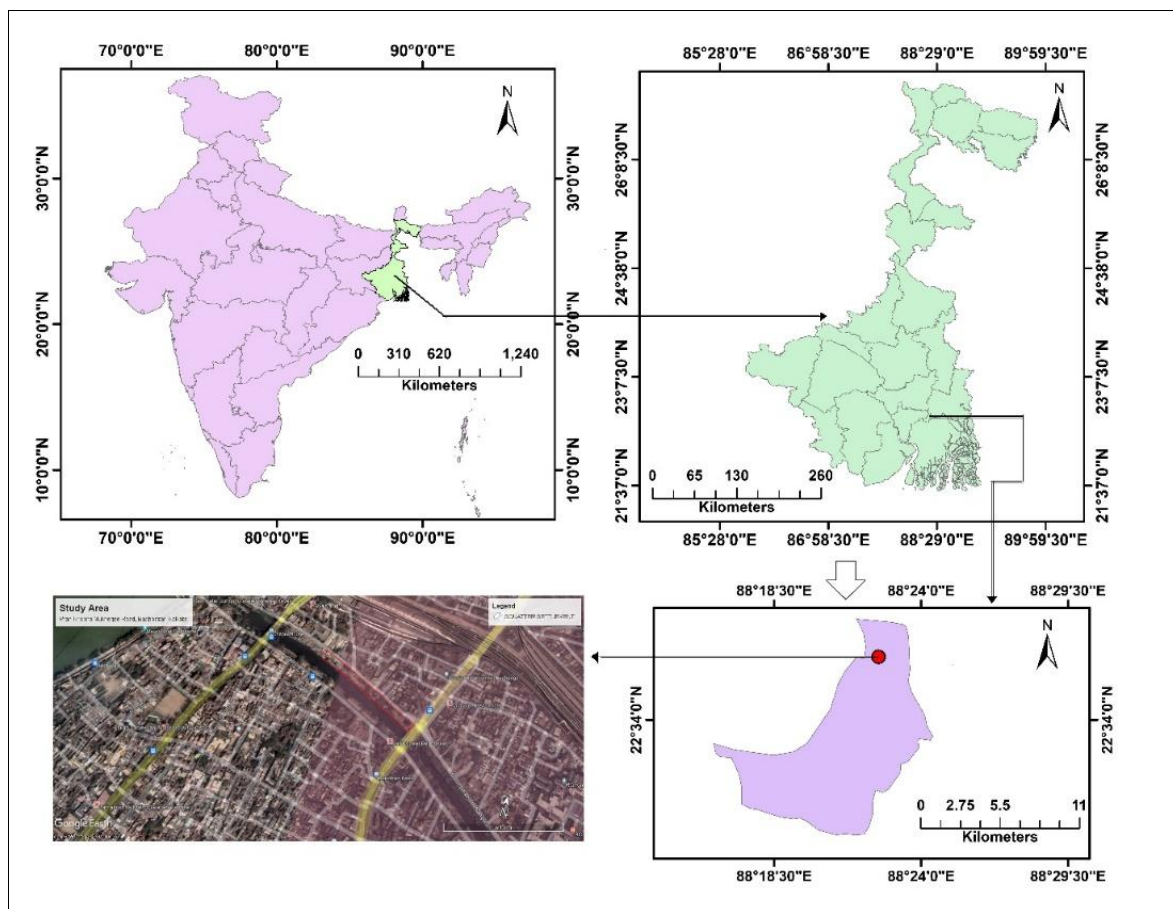 70°0'0"E 80°0'0"E 90°0'0"E
N
30°0'0"N
20°0'0"N
10°0'0"N
30°0'0"N
20°0'0"N
10°0'0"N
0 310 620 1,240
Kilometers
70°0'0"E 80°0'0"E 90°0'0"E
85°28'0"E 86°58'30"E 88°29'0"E 89°59'30"E
N
26°8'30"N
24°38'0"N
23°7'30"N
21°37'0"N
26°8'30"N
24°38'0"N
23°7'30"N
21°37'0"N
0 65 130 260
Kilometers
85°28'0"E 86°58'30"E 88°29'0"E 89°59'30"E
Study Area
Legend
Google Earth
88°18'30"E 88°24'0"E 88°29'30"E
N
22°34'0"N
22°34'0"N
0 2.75 5.5 11
Kilometers
88°18'30"E 88°24'0"E 88°29'30"E